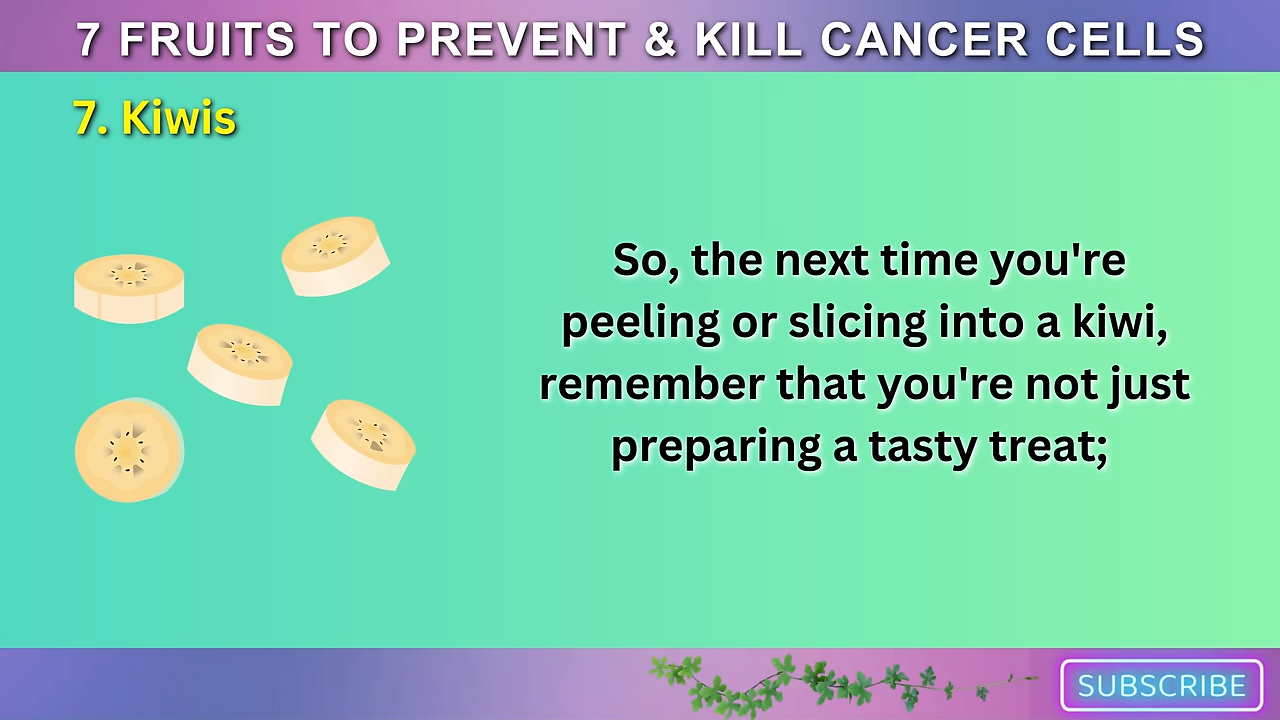 7 FRUITS TO PREVENT & KILL CANCER CELLS
7. Kiwis
So, the next time you're
peeling or slicing into a kiwi,
remember that you're not just
preparing a tasty treat;
SUBSCRIBE